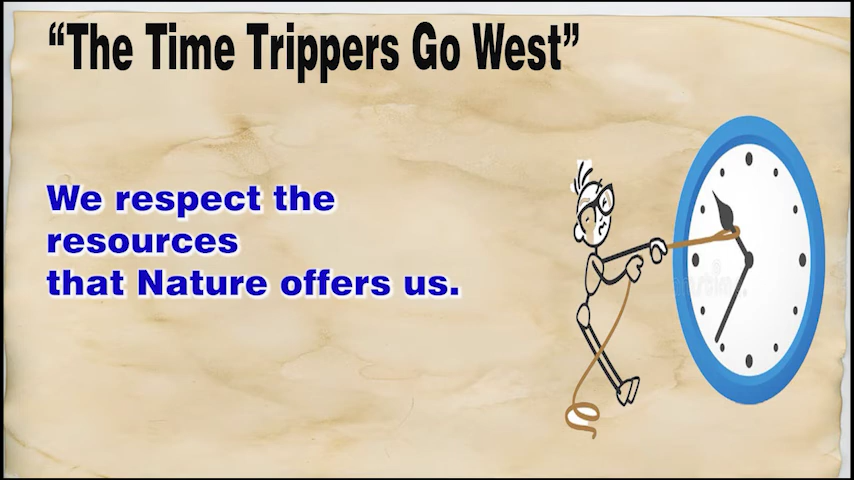 “The Time Trippers Go West”
We respect the
resources
that Nature offers us.